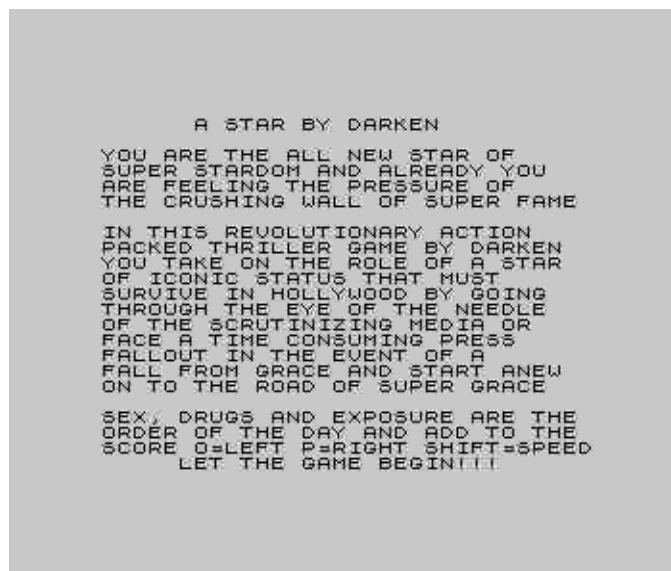 A STAR BY DARKEN
YOU ARE THE ALL NEW STAR OF
SUPER STARDOM AND ALREADY YOU
ARE FEELING THE PRESSURE OF
THE CRUSHING WALL OF SUPER FAME
IN THIS REVOLUTIONARY ACTION
PACKED THRILLER GAME BY DARKEN
YOU TAKE ON THE ROLE OF A STAR
OF ICONIC STATUS THAT MUST
SURVIVE IN HOLLYWOOD BY GOING
THROUGH THE EYE OF THE NEEDLE
OF THE SCRUTINIZING MEDIA OR
FACE A TIME CONSUMING PRESS
FALLOUT IN THE EVENT OF A
FALL FROM GRACE AND START ANEW
ON TO THE ROAD OF SUPER GRACE
SEX, DRUGS AND EXPOSURE ARE THE
ORDER OF THE DAY AND ADD TO THE
SCORE O=LEFT P=RIGHT SHIFT=SPEED
LET THE GAME BEGIN!!!